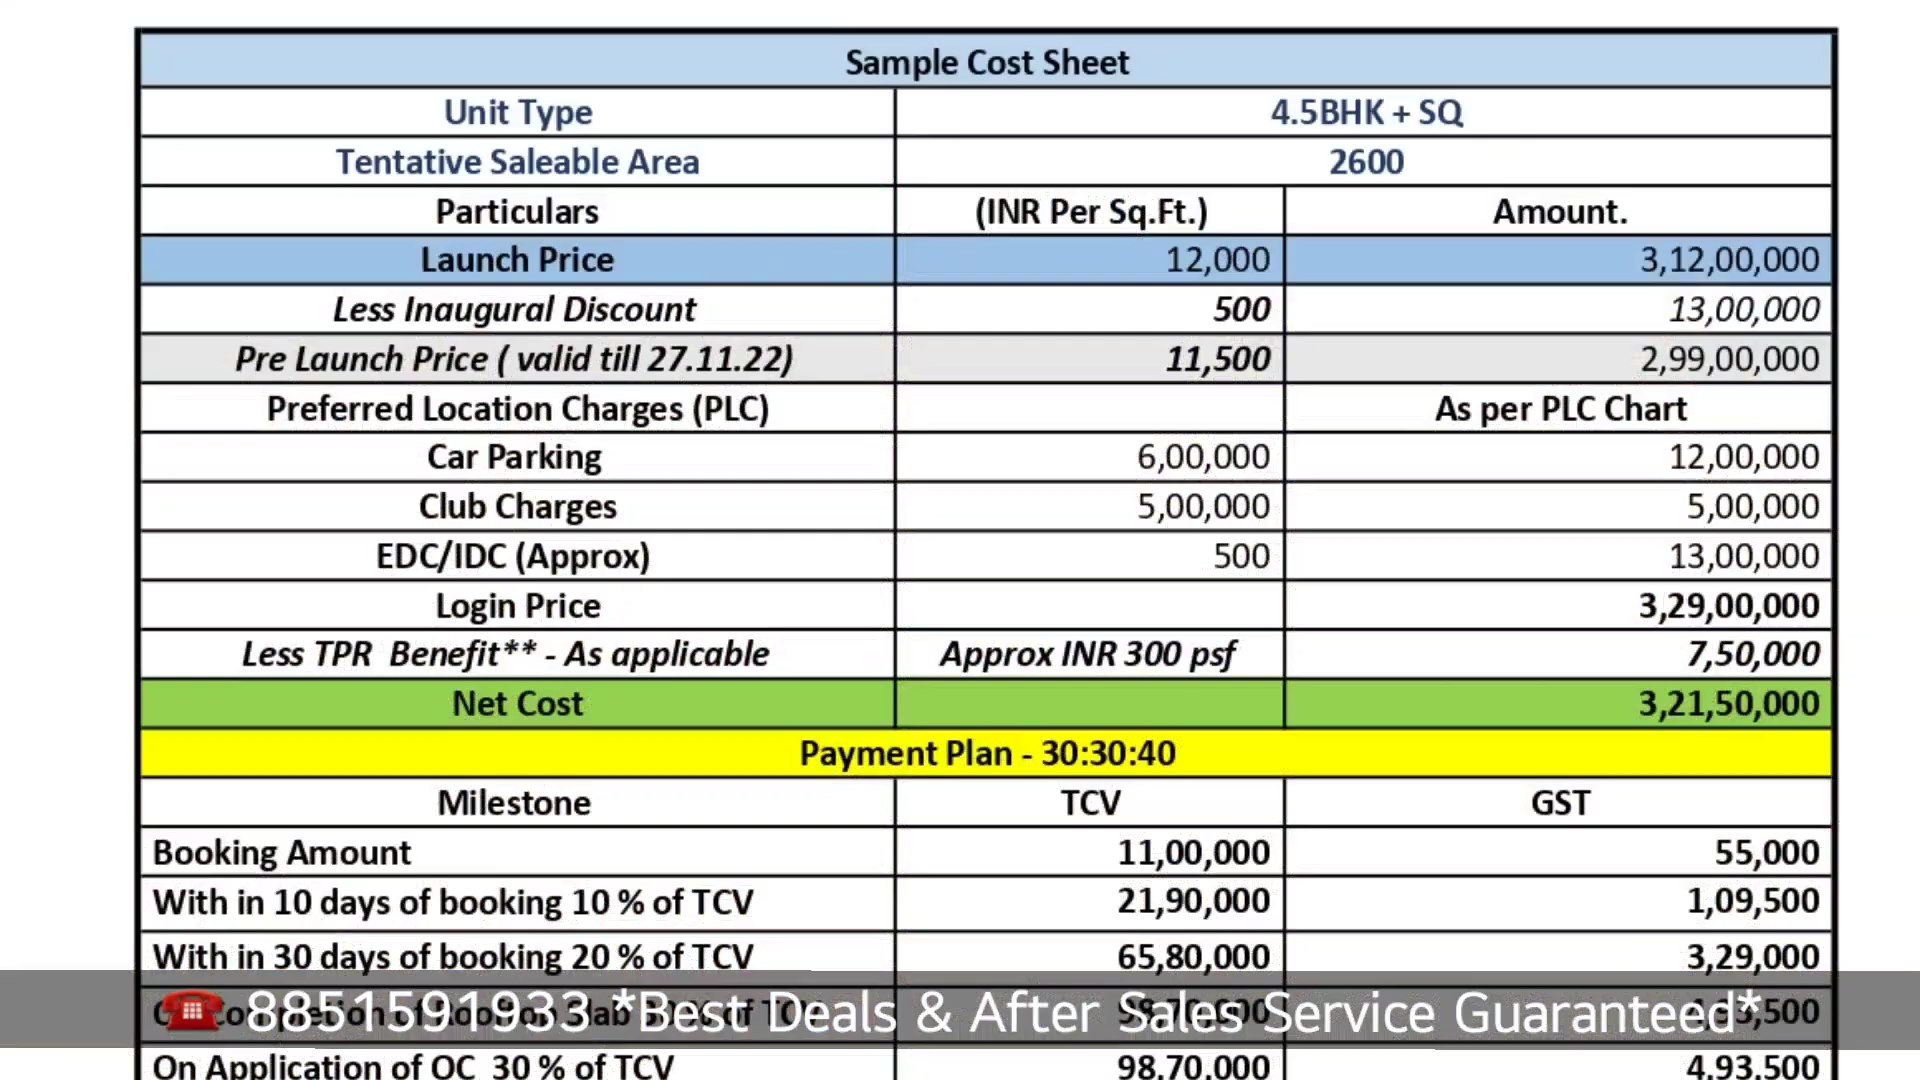 Sample Cost Sheet
Unit Type 4.5BHK + SQ
Tentative Saleable Area 2600
Particulars (INR Per Sq.Ft.) Amount.
Launch Price 12,000 3,12,00,000
Less Inaugural Discount 500 13,00,000
Pre Launch Price ( valid till 27.11.22) 11,500 2,99,00,000
Preferred Location Charges (PLC) As per PLC Chart
Car Parking 6,00,000 12,00,000
Club Charges 5,00,000 5,00,000
EDC/IDC (Approx) 500 13,00,000
Login Price 3,29,00,000
Less TPR Benefit** - As applicable Approx INR 300 psf 7,50,000
Net Cost 3,21,50,000
Payment Plan - 30:30:40
Milestone TCV GST
Booking Amount 11,00,000 55,000
With in 10 days of booking 10 % of TCV 21,90,000 1,09,500
With in 30 days of booking 20 % of TCV 65,80,000 3,29,000
8851591933 *Best Deals & After Sales Service Guaranteed*
On Application of OC 30 % of TCV 98,70,000 4,93,500